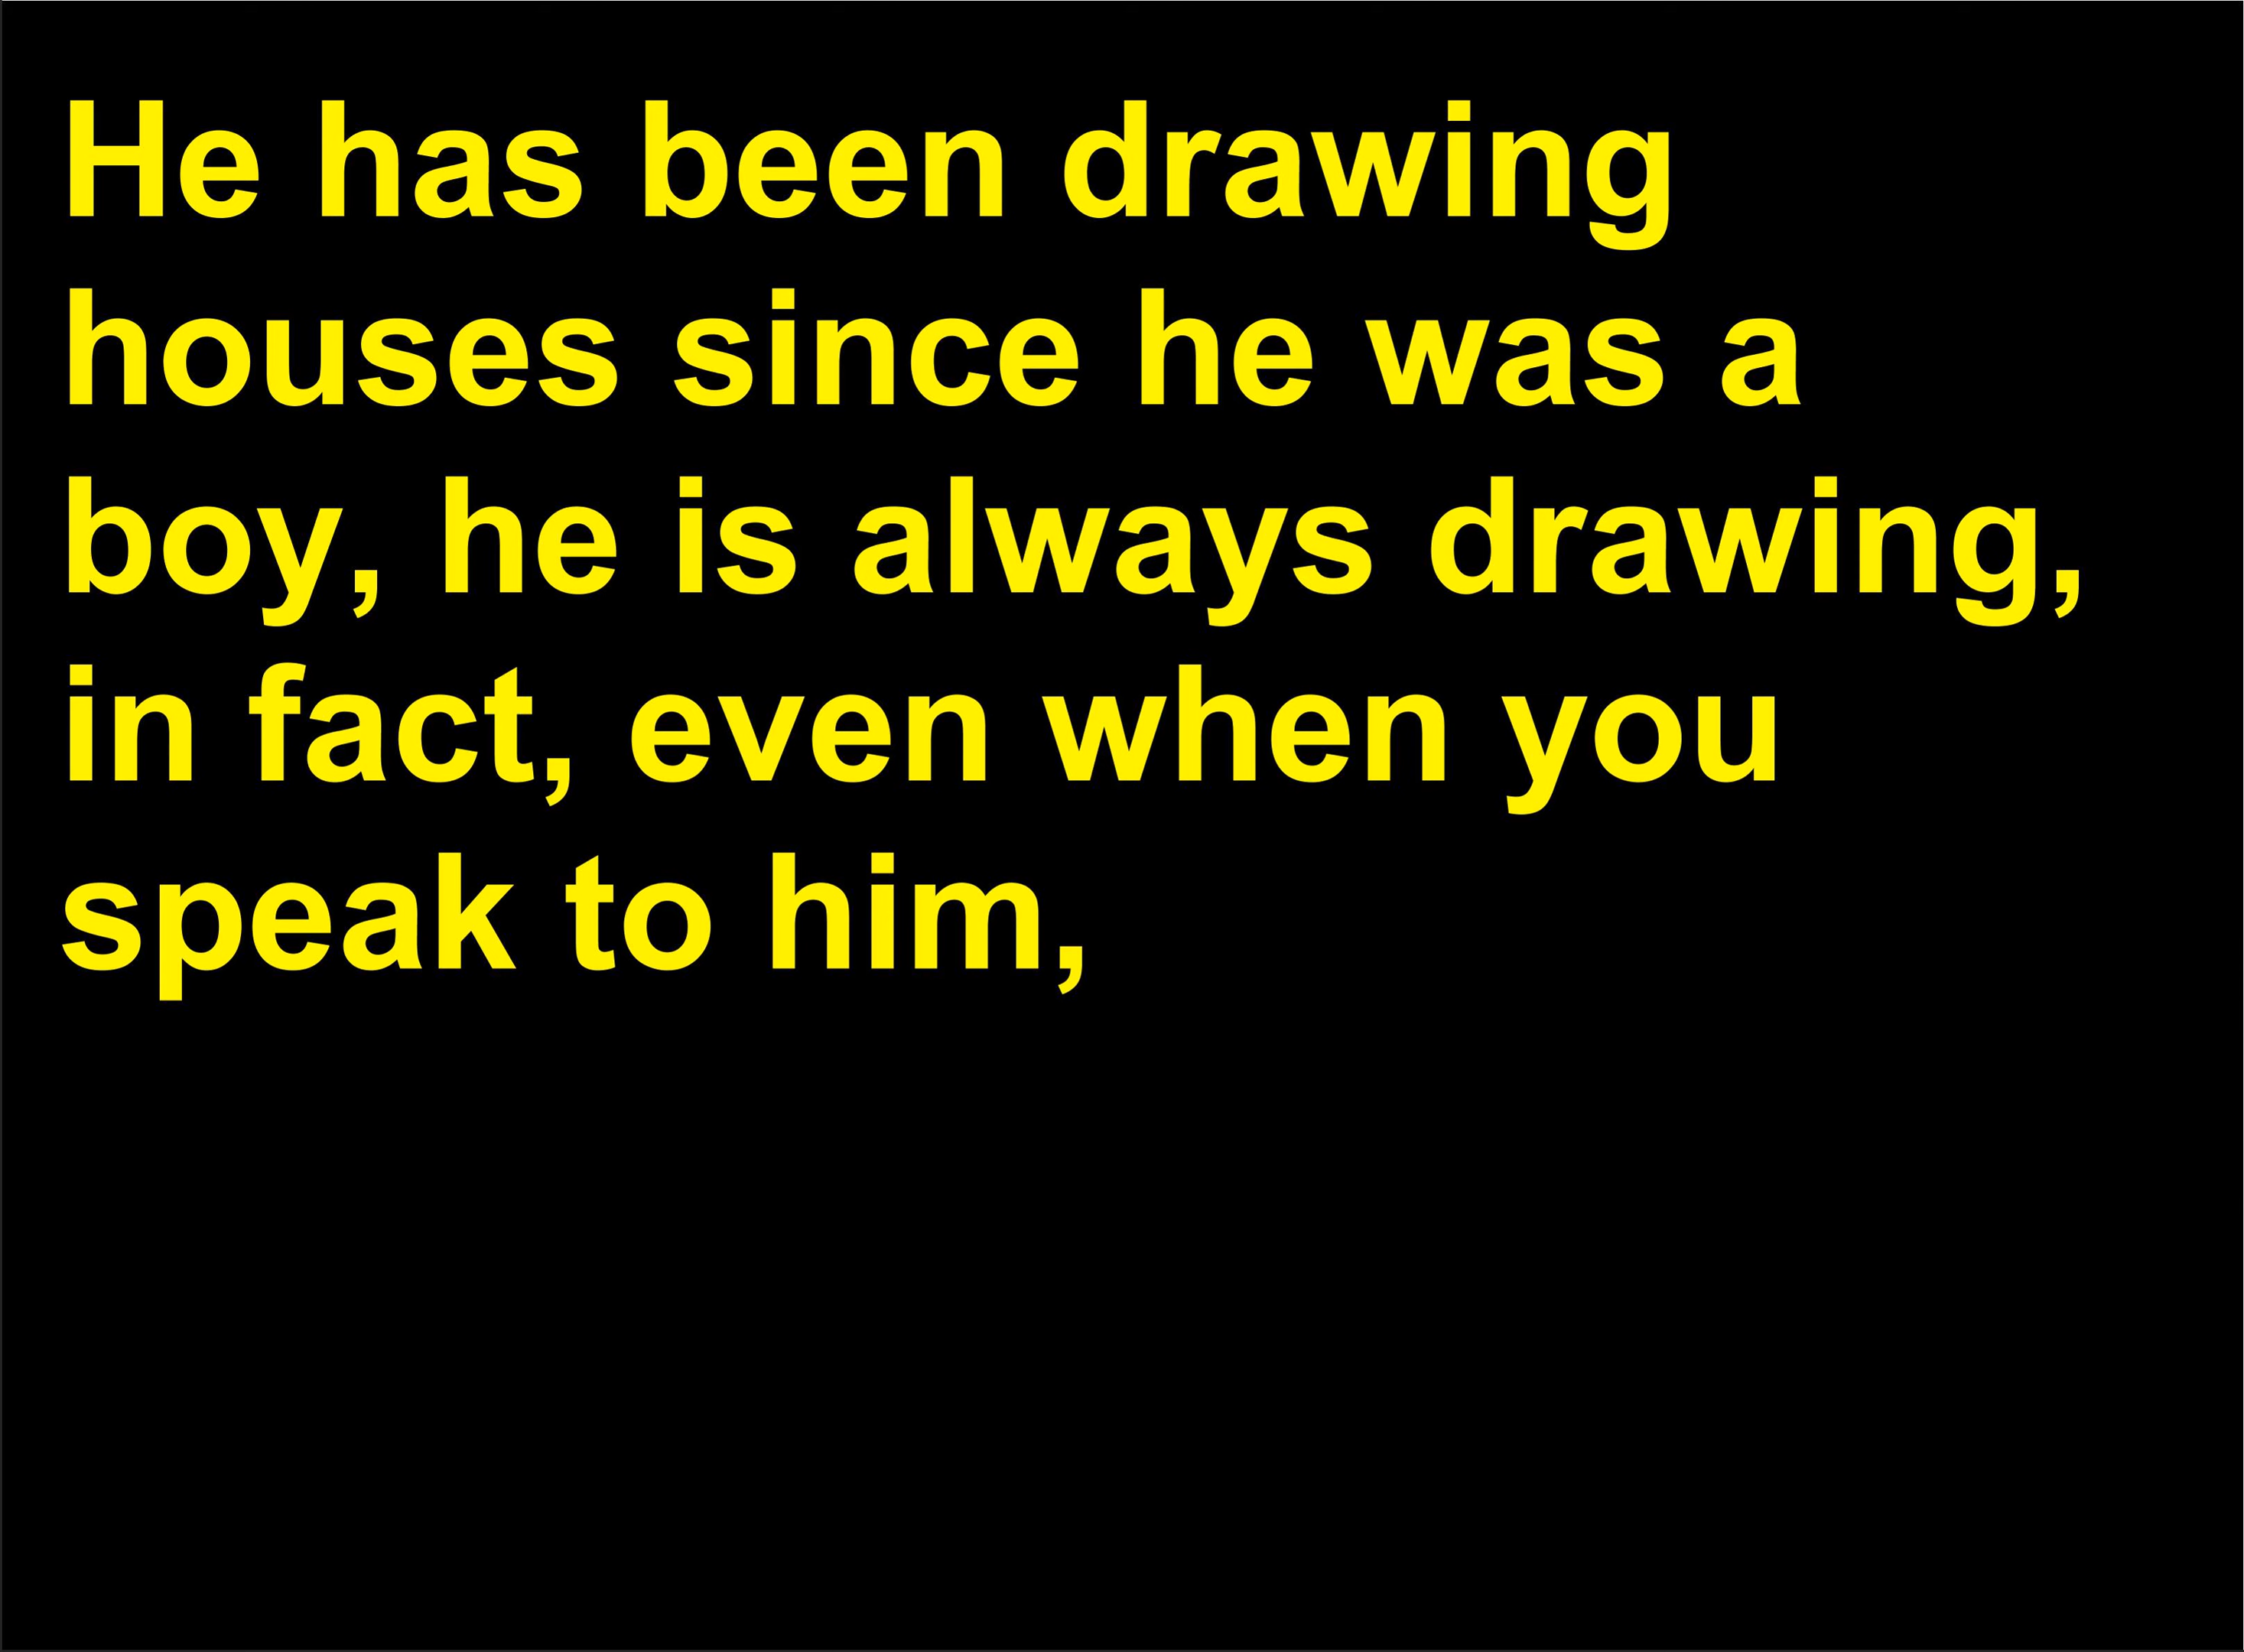 He has been drawing
houses since he was a
boy, he is always drawing,
in fact, even when you
speak to him,